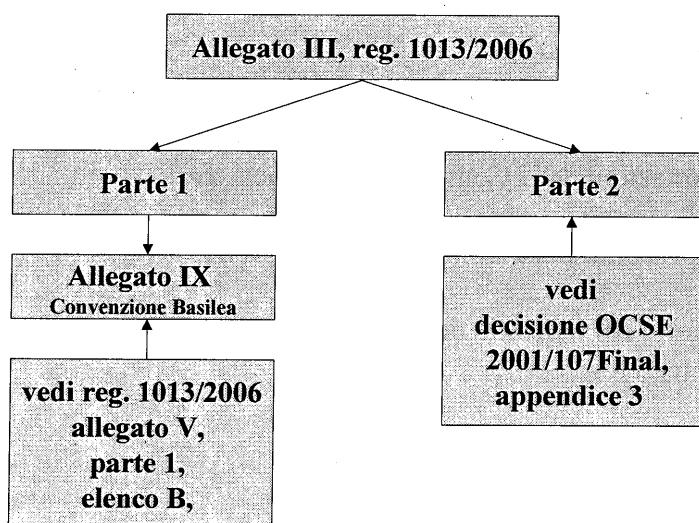 Allegato III, reg. 1013/2006
Parte 1
Parte 2
Allegato IX
Convenzione Basilea
vedi
decisione OCSE
2001/107Final,
appendice 3
vedi reg. 1013/2006
allegato V,
parte 1,
elenco B,